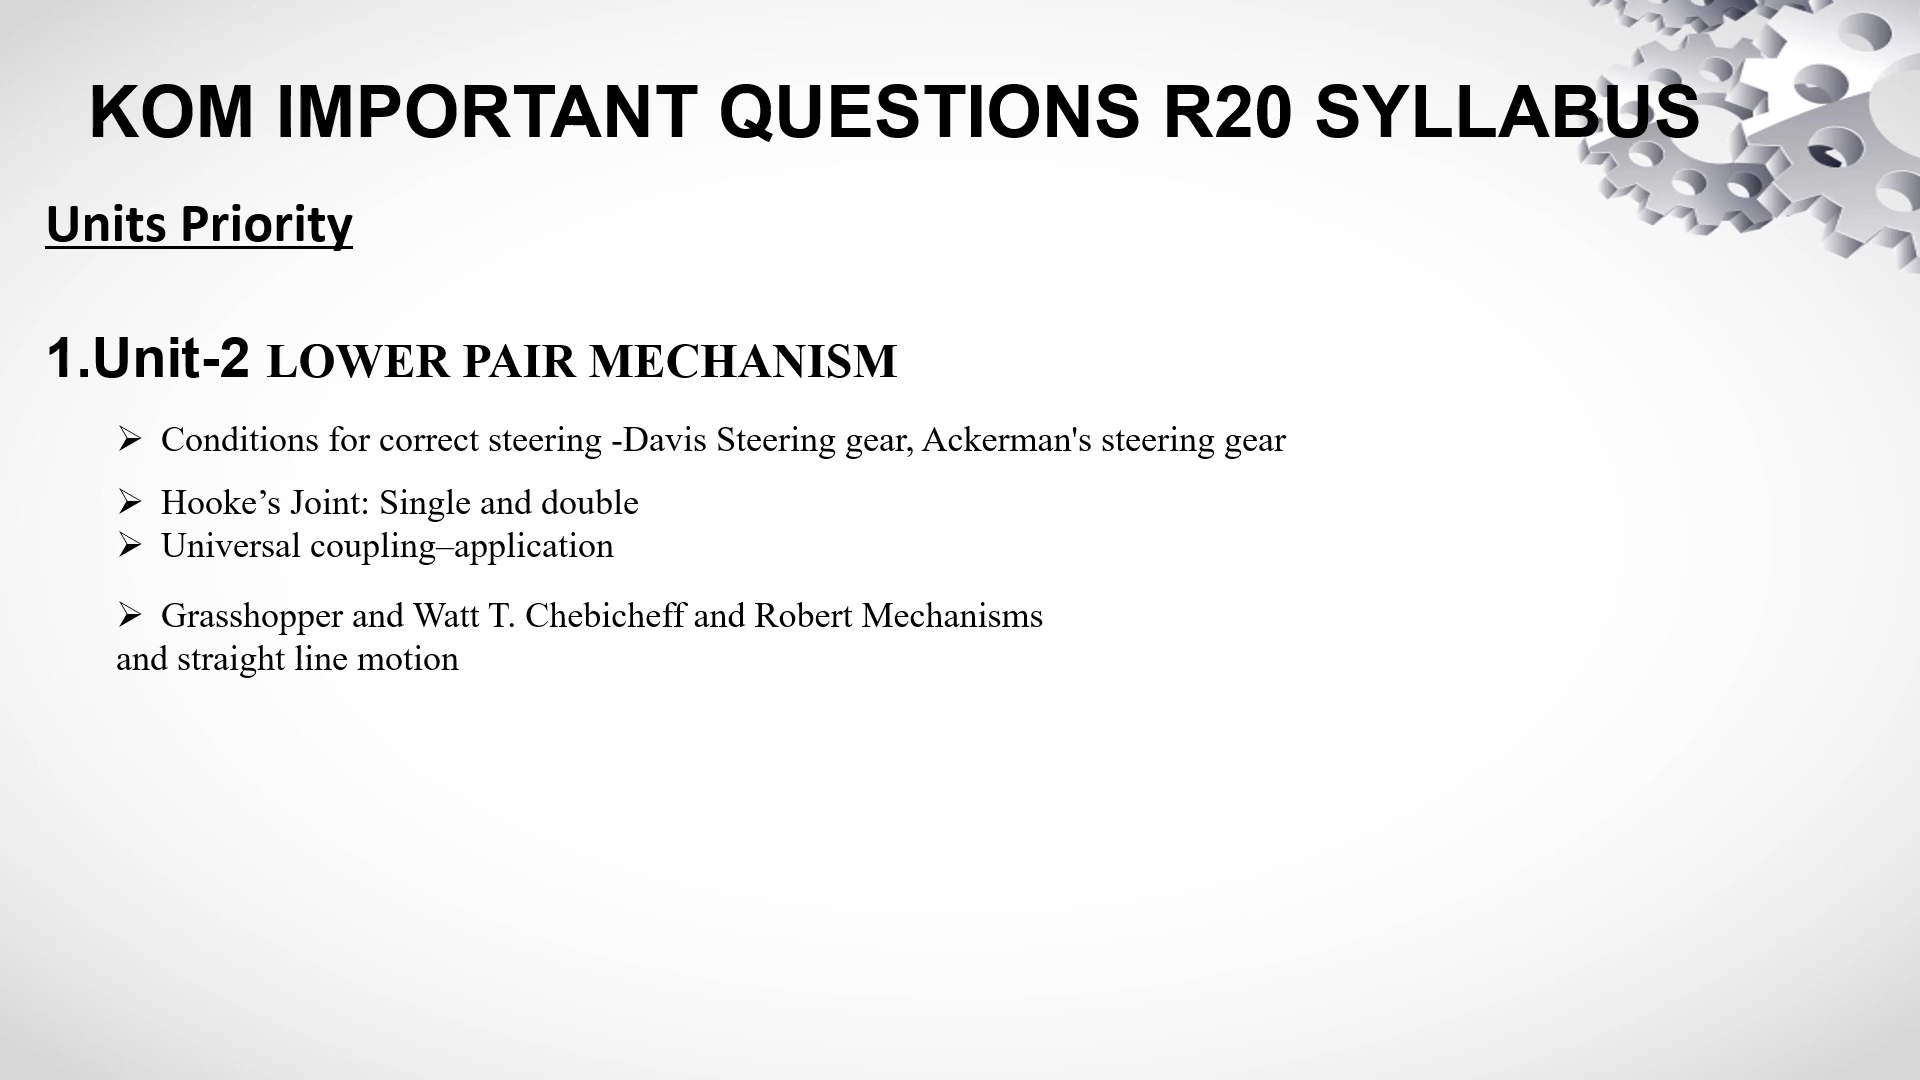 KOM IMPORTANT QUESTIONS R20 SYLLABUS
Units Priority
1.Unit-2 LOWER PAIR MECHANISM
➢ Conditions for correct steering -Davis Steering gear, Ackerman's steering gear
➢ Hooke’s Joint: Single and double
➢ Universal coupling–application
➢ Grasshopper and Watt T. Chebicheff and Robert Mechanisms
and straight line motion